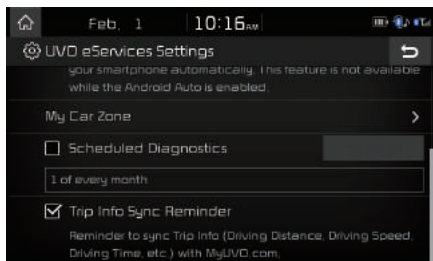 Feb. 1 10:16AM
UVO eServices Settings
your smartphone automatically. This feature is not available
while the Android Auto is enabled.
My Car Zone
Scheduled Diagnostics
1 of every month
Trip Info Sync Reminder
Reminder to sync Trip Info (Driving Distance, Driving Speed,
Driving Time, etc.) with MyUVO.com.